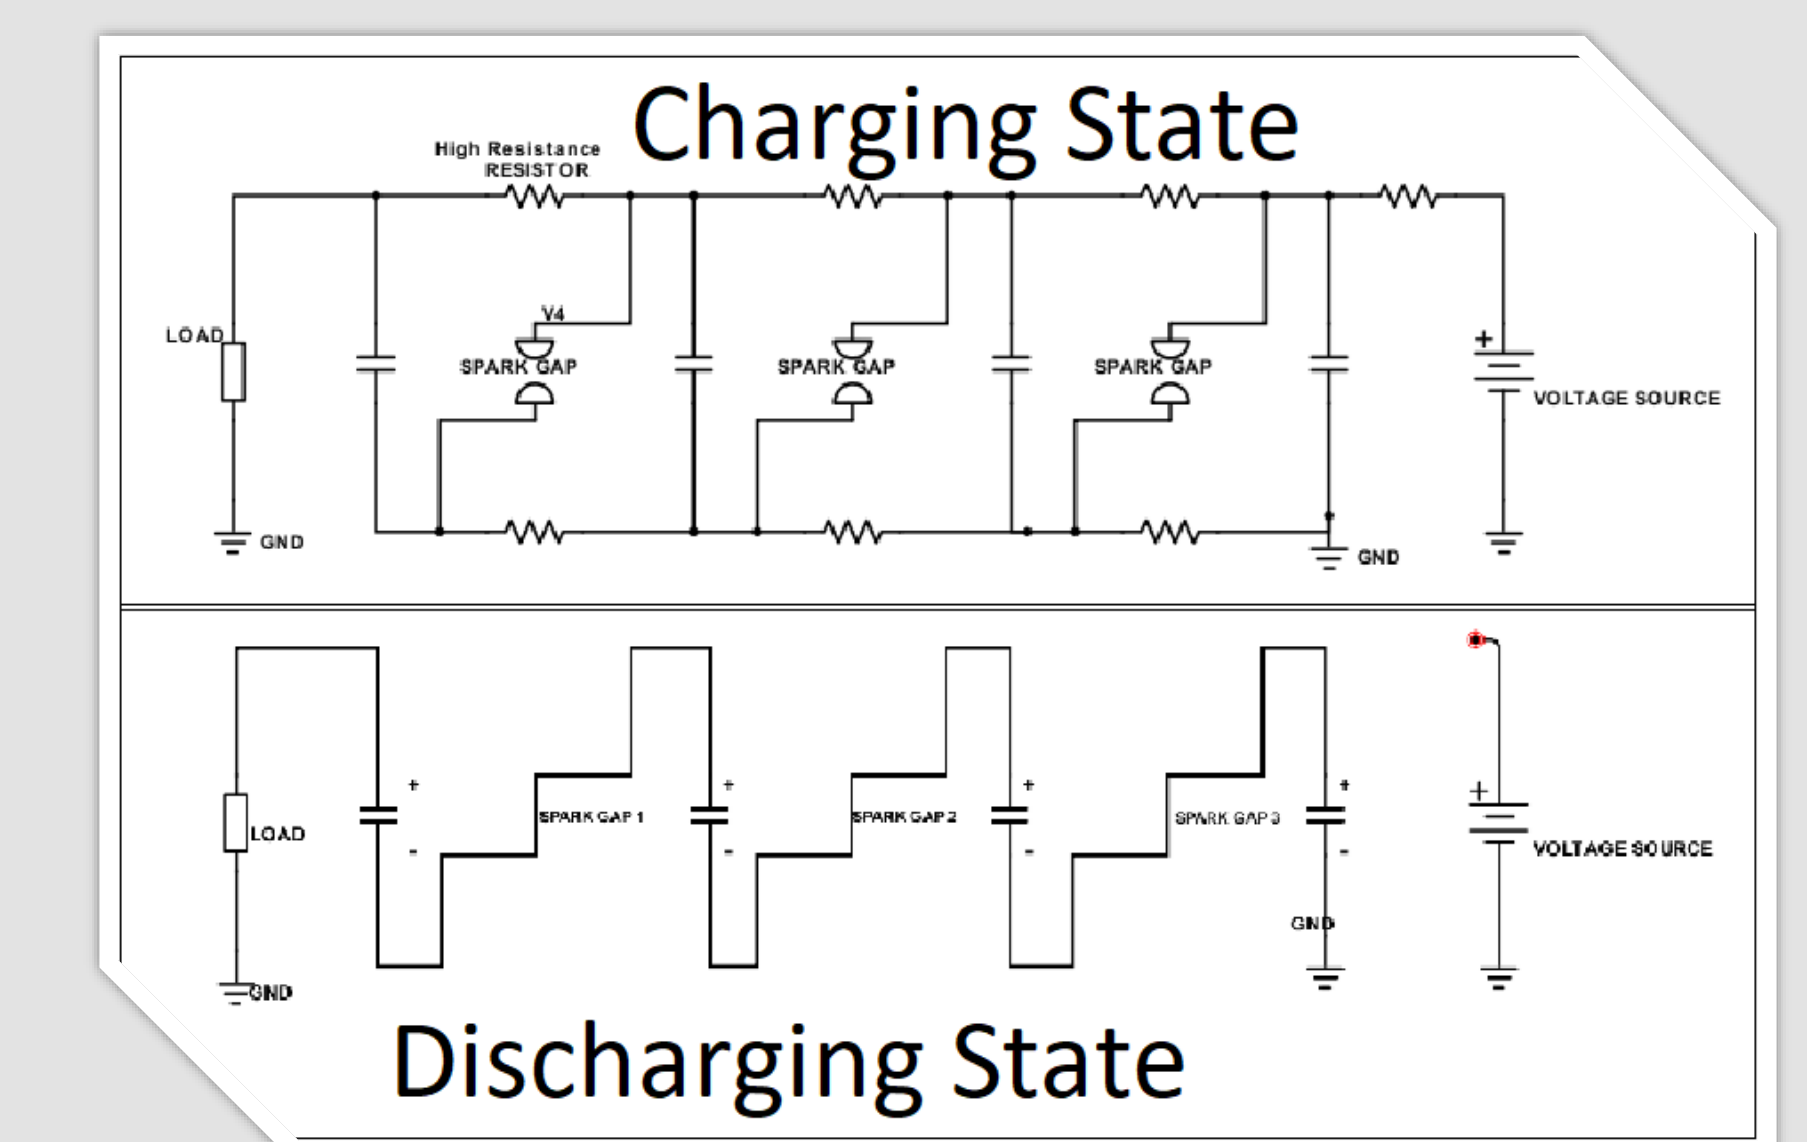 Charging State
High Resistance
RESISTOR
V4
LOAD
SPARK GAP
SPARK GAP
SPARK GAP
+
VOLTAGE SOURCE
GND
GND
+
+
+
+
+
SPARK GAP 1
SPARK GAP 2
SPARK GAP 3
LOAD
VOLTAGE SOURCE
-
-
-
-
GND
GND
Discharging State